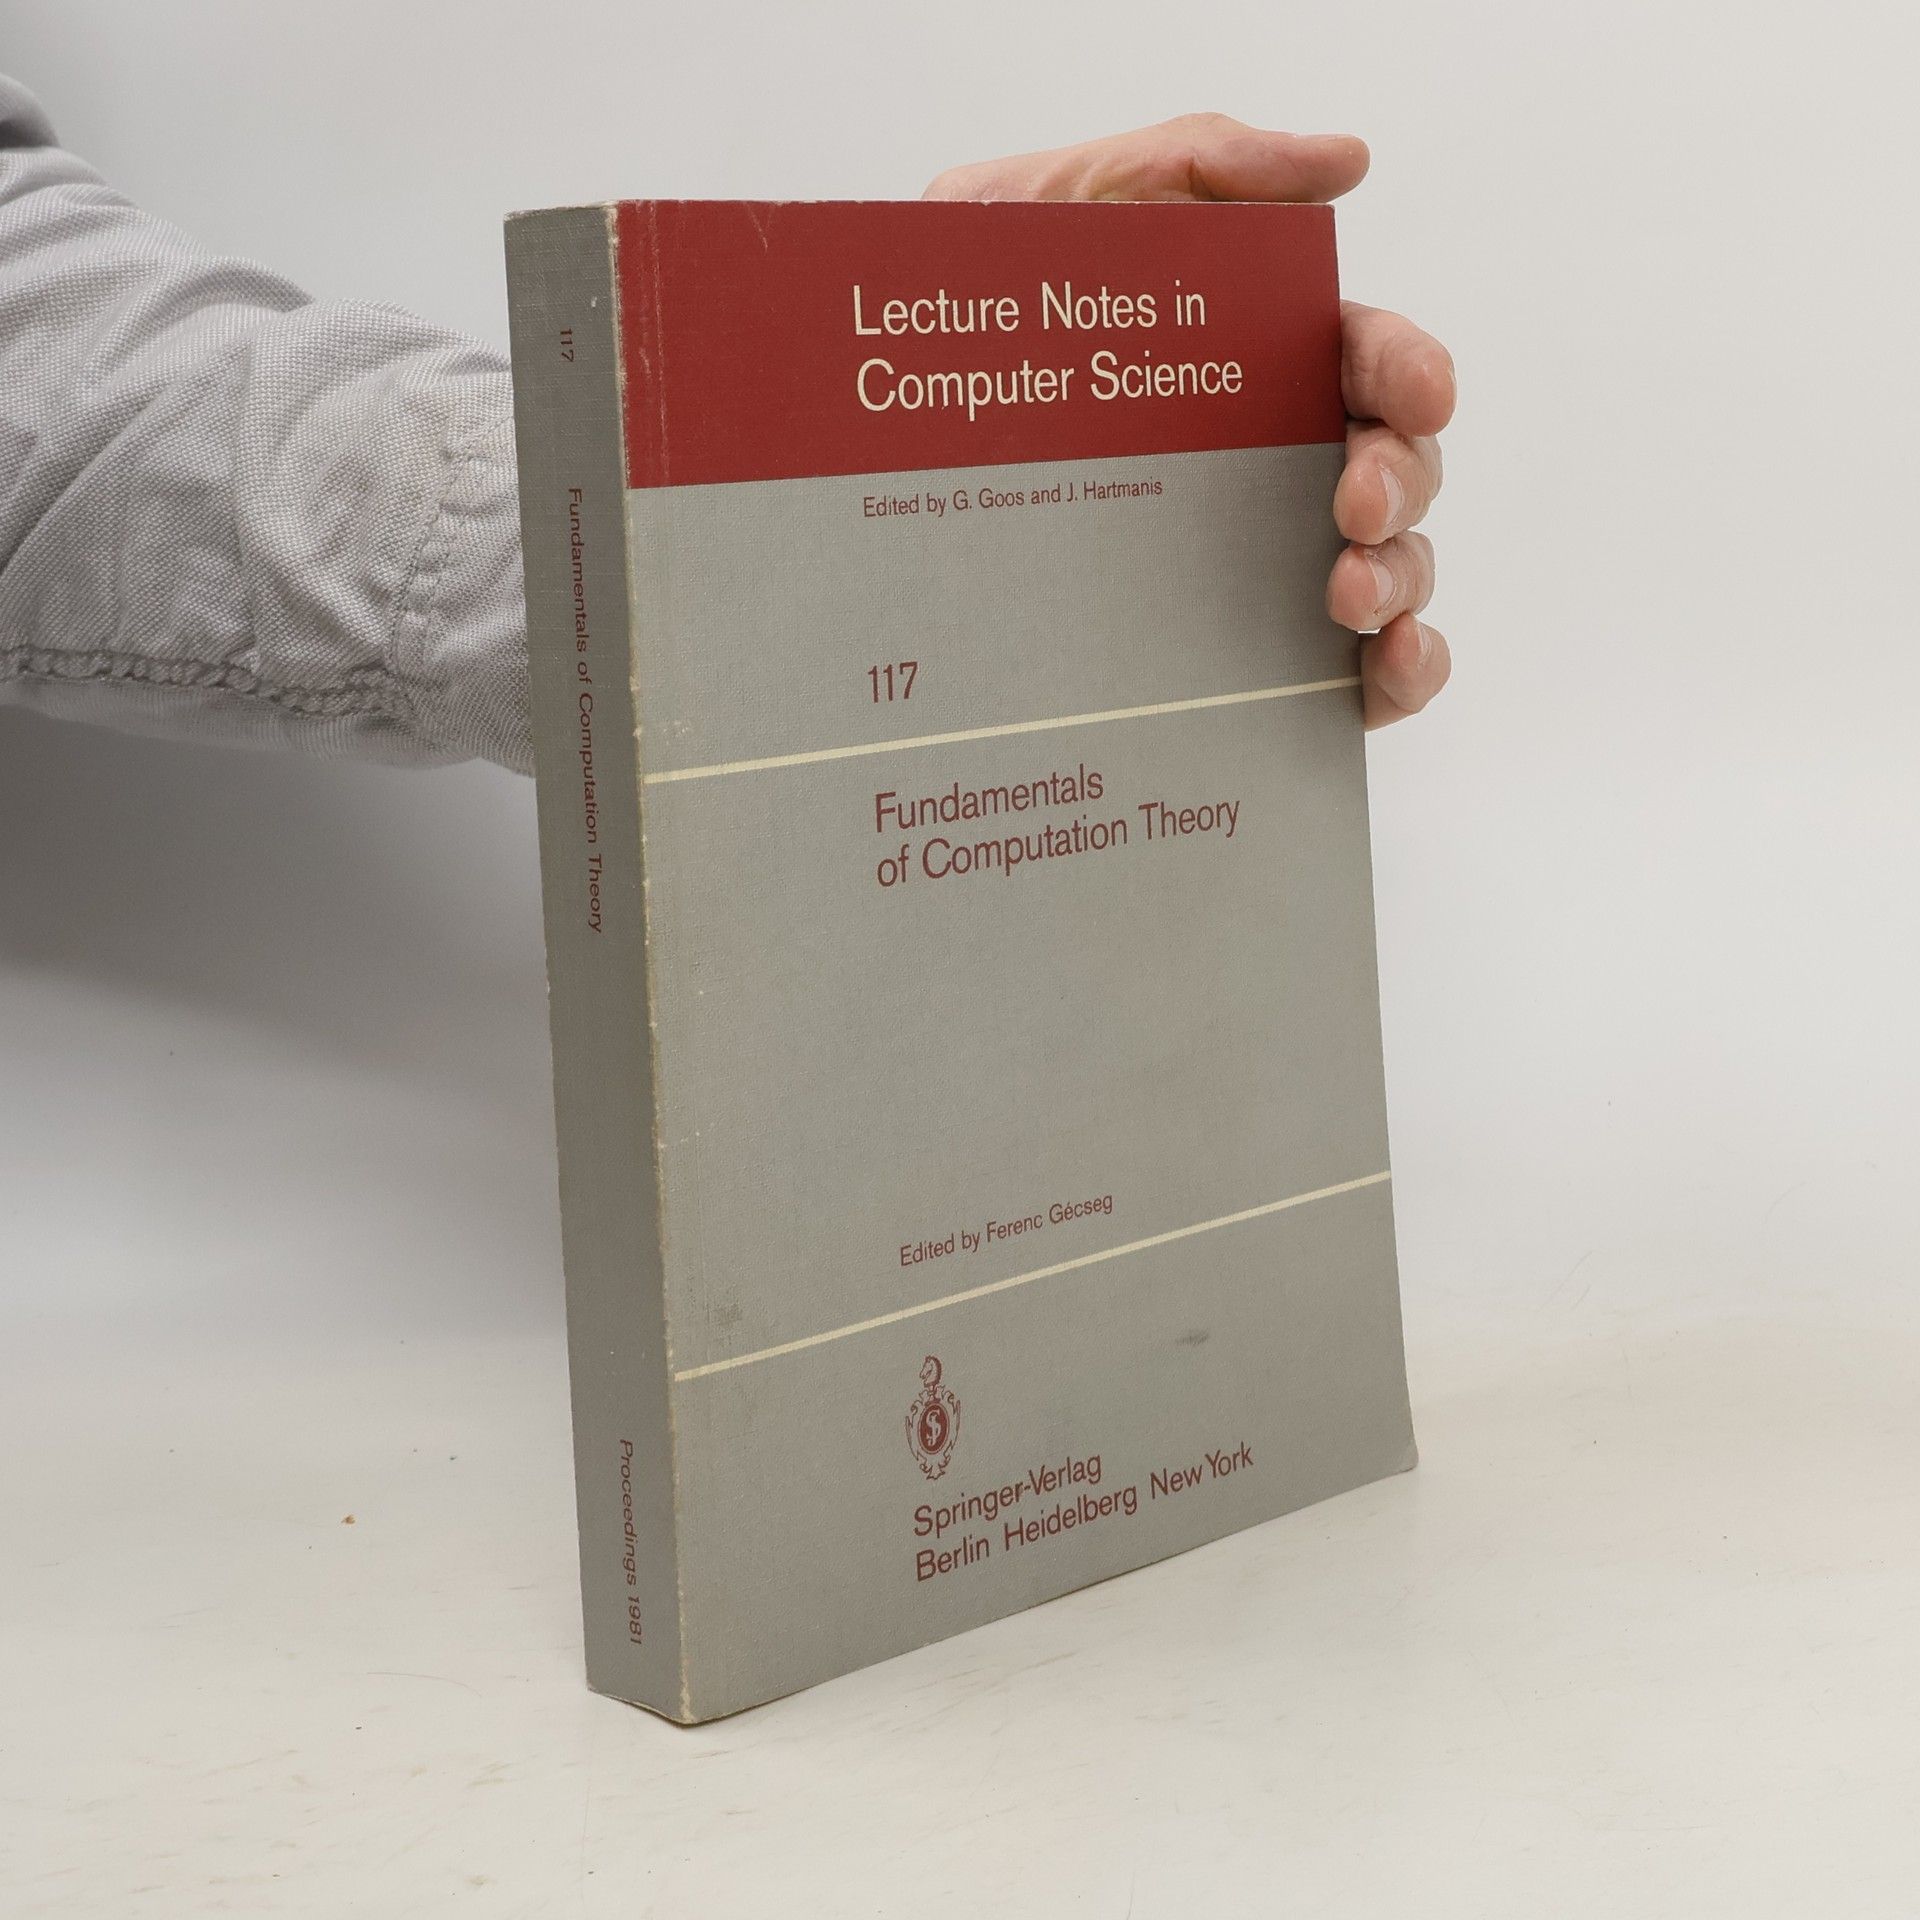 117
Fundamentals of Computation Theory
Proceedings 1981
Lecture Notes in
Computer Science
Edited by G. Goos and J. Hartmanis
117
Fundamentals
of Computation Theory
Edited by Ferenc Gécseg
Springer-Verlag
Berlin Heidelberg New York